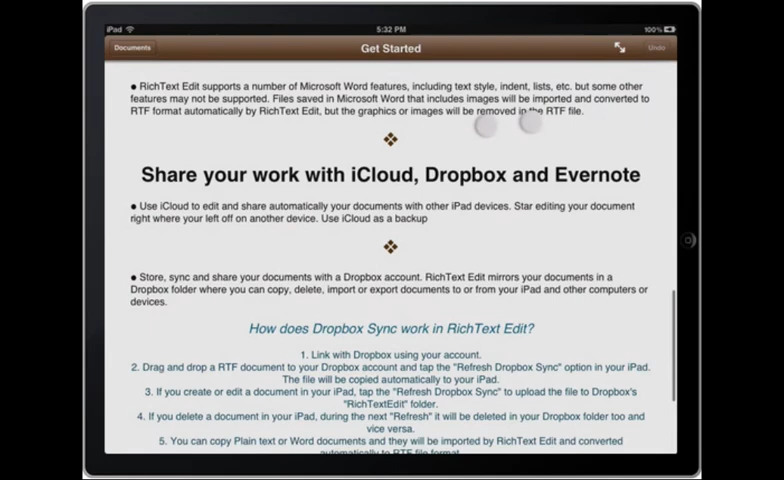 iPad 5:32 PM 100%
Documents Get Started Undo
● RichText Edit supports a number of Microsoft Word features, including text style, indent, lists, etc. but some other
features may not be supported. Files saved in Microsoft Word that includes images will be imported and converted to
RTF format automatically by RichText Edit, but the graphics or images will be removed in the RTF file.
Share your work with iCloud, Dropbox and Evernote
● Use iCloud to edit and share automatically your documents with other iPad devices. Star editing your document
right where your left off on another device. Use iCloud as a backup
● Store, sync and share your documents with a Dropbox account. RichText Edit mirrors your documents in a
Dropbox folder where you can copy, delete, import or export documents to or from your iPad and other computers or
devices.
How does Dropbox Sync work in RichText Edit?
1. Link with Dropbox using your account.
2. Drag and drop a RTF document to your Dropbox account and tap the "Refresh Dropbox Sync" option in your iPad.
The file will be copied automatically to your iPad.
3. If you create or edit a document in your iPad, tap the "Refresh Dropbox Sync" to upload the file to Dropbox's
"RichTextEdit" folder.
4. If you delete a document in your iPad, during the next "Refresh" it will be deleted in your Dropbox folder too and
vice versa.
5. You can copy Plain text or Word documents and they will be imported by RichText Edit and converted
automatically to RTF file format.